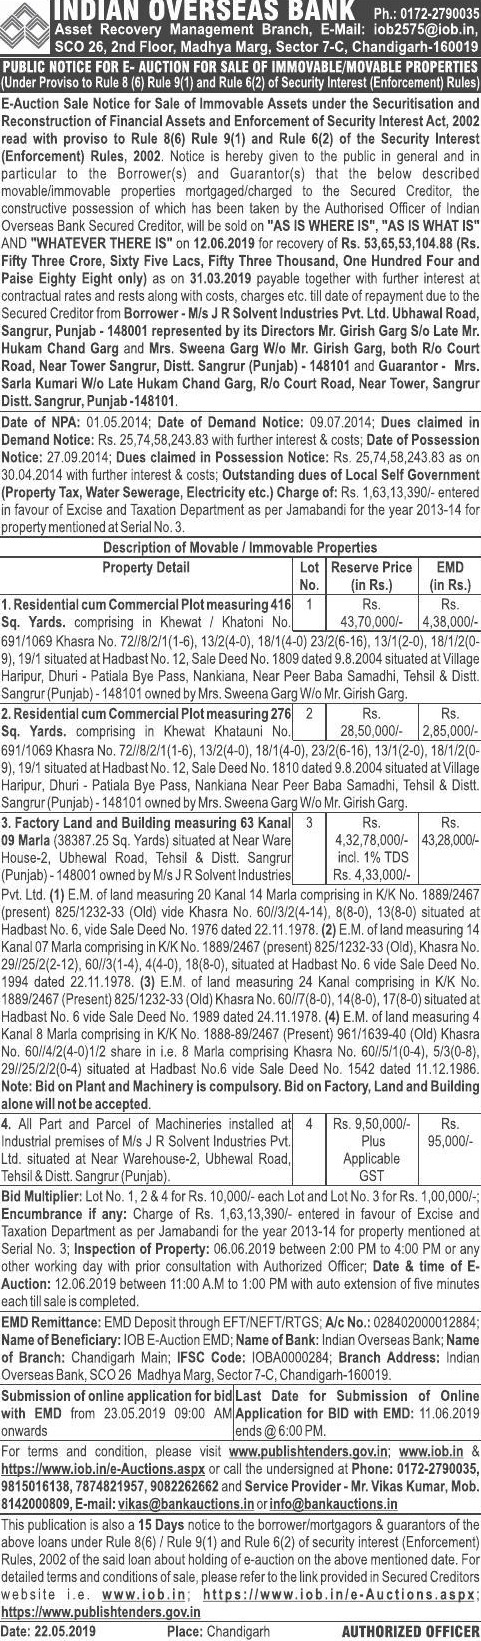 INDIAN OVERSEAS BANK Ph.: 0172-2790035
Asset Recovery Management Branch, E-Mail: iob2575@iob.in,
SCO 26, 2nd Floor, Madhya Marg, Sector 7-C, Chandigarh-160019
PUBLIC NOTICE FOR E- AUCTION FOR SALE OF IMMOVABLE/MOVABLE PROPERTIES
(Under Proviso to Rule 8 (6) Rule 9(1) and Rule 6(2) of Security Interest (Enforcement) Rules)
E-Auction Sale Notice for Sale of Immovable Assets under the Securitisation and
Reconstruction of Financial Assets and Enforcement of Security Interest Act, 2002
read with proviso to Rule 8(6) Rule 9(1) and Rule 6(2) of the Security Interest
(Enforcement) Rules, 2002. Notice is hereby given to the public in general and in
particular to the Borrower(s) and Guarantor(s) that the below described
movable/immovable properties mortgaged/charged to the Secured Creditor, the
constructive possession of which has been taken by the Authorised Officer of Indian
Overseas Bank Secured Creditor, will be sold on "AS IS WHERE IS", "AS IS WHAT IS"
AND "WHATEVER THERE IS" on 12.06.2019 for recovery of Rs. 53,65,53,104.88 (Rs.
Fifty Three Crore, Sixty Five Lacs, Fifty Three Thousand, One Hundred Four and
Paise Eighty Eight only) as on 31.03.2019 payable together with further interest at
contractual rates and rests along with costs, charges etc. till date of repayment due to the
Secured Creditor from Borrower - M/s J R Solvent Industries Pvt. Ltd. Ubhawal Road,
Sangrur, Punjab - 148001 represented by its Directors Mr. Girish Garg S/o Late Mr.
Hukam Chand Garg and Mrs. Sweena Garg W/o Mr. Girish Garg, both R/o Court
Road, Near Tower Sangrur, Distt. Sangrur (Punjab) - 148101 and Guarantor - Mrs.
Sarla Kumari W/o Late Hukam Chand Garg, R/o Court Road, Near Tower, Sangrur
Distt. Sangrur, Punjab -148101.
Date of NPA: 01.05.2014; Date of Demand Notice: 09.07.2014; Dues claimed in
Demand Notice: Rs. 25,74,58,243.83 with further interest & costs; Date of Possession
Notice: 27.09.2014; Dues claimed in Possession Notice: Rs. 25,74,58,243.83 as on
30.04.2014 with further interest & costs; Outstanding dues of Local Self Government
(Property Tax, Water Sewerage, Electricity etc.) Charge of: Rs. 1,63,13,390/- entered
in favour of Excise and Taxation Department as per Jamabandi for the year 2013-14 for
property mentioned at Serial No. 3.
Description of Movable / Immovable Properties
Property Detail Lot No. Reserve Price (in Rs.) EMD (in Rs.)
1. Residential cum Commercial Plot measuring 416 1 Rs. Rs.
Sq. Yards. comprising in Khewat / Khatoni No. 43,70,000/- 4,38,000/-
691/1069 Khasra No. 72//8/2/1(1-6), 13/2(4-0), 18/1(4-0) 23/2(6-16), 13/1(2-0), 18/1/2(0-
9), 19/1 situated at Hadbast No. 12, Sale Deed No. 1809 dated 9.8.2004 situated at Village
Haripur, Dhuri - Patiala Bye Pass, Nankiana, Near Peer Baba Samadhi, Tehsil & Distt.
Sangrur (Punjab) - 148101 owned by Mrs. Sweena Garg W/o Mr. Girish Garg.
2. Residential cum Commercial Plot measuring 276 2 Rs. Rs.
Sq. Yards. comprising in Khewat Khatauni No. 28,50,000/- 2,85,000/-
691/1069 Khasra No. 72//8/2/1(1-6), 13/2(4-0), 18/1(4-0), 23/2(6-16), 13/1(2-0), 18/1/2(0-
9), 19/1 situated at Hadbast No. 12, Sale Deed No. 1810 dated 9.8.2004 situated at Village
Haripur, Dhuri - Patiala Bye Pass, Nankiana, Near Peer Baba Samadhi, Tehsil & Distt.
Sangrur (Punjab) - 148101 owned by Mrs. Sweena Garg W/o Mr. Girish Garg.
3. Factory Land and Building measuring 63 Kanal 3 Rs. Rs.
09 Marla (38387.25 Sq. Yards) situated at Near Ware 4,32,78,000/- 43,28,000/-
House-2, Ubhewal Road, Tehsil & Distt. Sangrur incl. 1% TDS
(Punjab) - 148001 owned by M/s J R Solvent Industries Rs. 4,33,000/-
Pvt. Ltd. (1) E.M. of land measuring 20 Kanal 14 Marla comprising in K/K No. 1889/2467
(present) 825/1232-33 (Old) vide Khasra No. 60//3/2(4-14), 8(8-0), 13(8-0) situated at
Hadbast No. 6, vide Sale Deed No. 1976 dated 22.11.1978. (2) E.M. of land measuring 14
Kanal 07 Marla comprising in K/K No. 1889/2467 (present) 825/1232-33 (Old), Khasra No.
29//25/2(2-12), 60//3(1-4), 4(4-0), 18(8-0), situated at Hadbast No. 6 vide Sale Deed No.
1994 dated 22.11.1978. (3) E.M. of land measuring 24 Kanal comprising in K/K No.
1889/2467 (Present) 825/1232-33 (Old) Khasra No. 60//7(8-0), 14(8-0), 17(8-0) situated at
Hadbast No. 6 vide Sale Deed No. 1989 dated 24.11.1978. (4) E.M. of land measuring 4
Kanal 8 Marla comprising in K/K No. 1888-89/2467 (Present) 961/1639-40 (Old) Khasra
No. 60//4/2(4-0)1/2 share in i.e. 8 Marla comprising Khasra No. 60//5/1(0-4), 5/3(0-8),
29//25/2/2(0-4) situated at Hadbast No.6 vide Sale Deed No. 1542 dated 11.12.1986.
Note: Bid on Plant and Machinery is compulsory. Bid on Factory, Land and Building
alone will not be accepted.
4. All Part and Parcel of Machineries installed at 4 Rs. 9,50,000/- Rs.
Industrial premises of M/s J R Solvent Industries Pvt. Plus 95,000/-
Ltd. situated at Near Warehouse-2, Ubhewal Road, Applicable
Tehsil & Distt. Sangrur (Punjab). GST
Bid Multiplier: Lot No. 1, 2 & 4 for Rs. 10,000/- each Lot and Lot No. 3 for Rs. 1,00,000/-;
Encumbrance if any: Charge of Rs. 1,63,13,390/- entered in favour of Excise and
Taxation Department as per Jamabandi for the year 2013-14 for property mentioned at
Serial No. 3; Inspection of Property: 06.06.2019 between 2:00 PM to 4:00 PM or any
other working day with prior consultation with Authorized Officer; Date & time of E-
Auction: 12.06.2019 between 11:00 A.M to 1:00 PM with auto extension of five minutes
each till sale is completed.
EMD Remittance: EMD Deposit through EFT/NEFT/RTGS; A/c No.: 028402000012884;
Name of Beneficiary: IOB E-Auction EMD; Name of Bank: Indian Overseas Bank; Name
of Branch: Chandigarh Main; IFSC Code: IOBA0000284; Branch Address: Indian
Overseas Bank, SCO 26 Madhya Marg, Sector 7-C, Chandigarh-160019.
Submission of online application for bid with EMD from 23.05.2019 09:00 AM onwards
Last Date for Submission of Online Application for BID with EMD: 11.06.2019 ends @ 6:00 PM.
For terms and condition, please visit www.publishtenders.gov.in; www.iob.in &
https://www.iob.in/e-Auctions.aspx or call the undersigned at Phone: 0172-2790035,
9815016138, 7874821957, 9082262662 and Service Provider - Mr. Vikas Kumar, Mob.
8142000809, E-mail: vikas@bankauctions.in or info@bankauctions.in
This publication is also a 15 Days notice to the borrower/mortgagors & guarantors of the
above loans under Rule 8(6) / Rule 9(1) and Rule 6(2) of security interest (Enforcement)
Rules, 2002 of the said loan about holding of e-auction on the above mentioned date. For
detailed terms and conditions of sale, please refer to the link provided in Secured Creditors
website i.e. www.iob.in; https://www.iob.in/e-Auctions.aspx;
https://www.publishtenders.gov.in
Date: 22.05.2019 Place: Chandigarh AUTHORIZED OFFICER